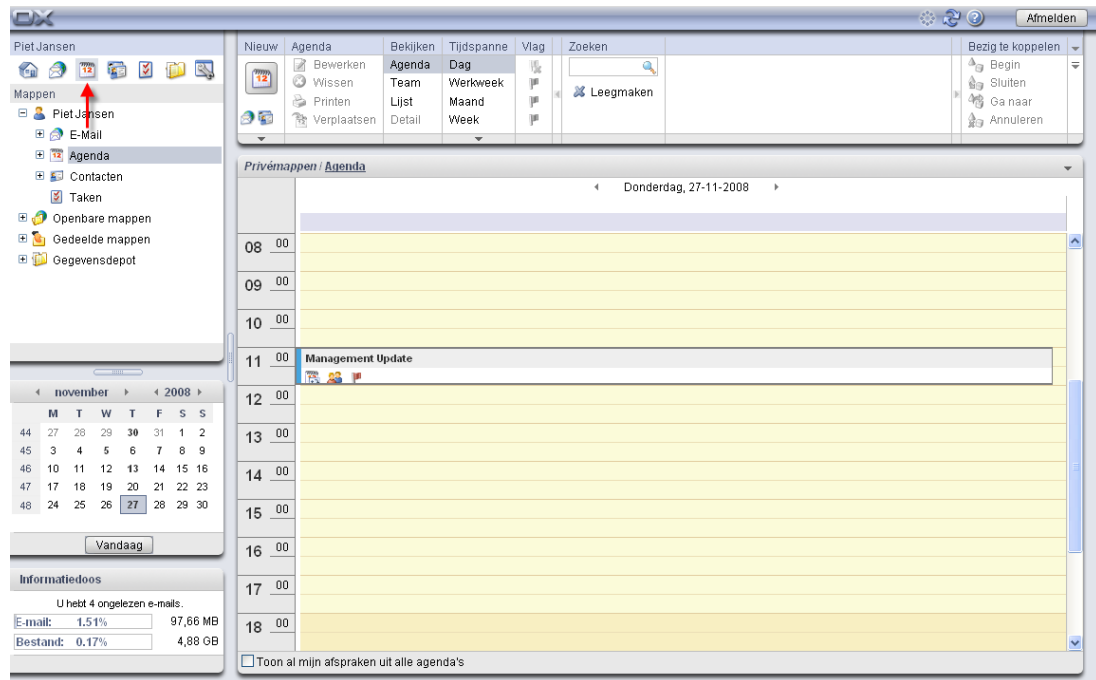 OX
Afmelden
Piet Jansen
12
Mappen
Piet Jansen
E-Mail
12 Agenda
Contacten
Taken
Openbare mappen
Gedeelde mappen
Gegevensdepot
november 2008
M T W T F S S
44 27 28 29 30 31 1 2
45 3 4 5 6 7 8 9
46 10 11 12 13 14 15 16
47 17 18 19 20 21 22 23
48 24 25 26 27 28 29 30
Vandaag
Informatiedoos
U hebt 4 ongelezen e-mails.
E-mail: 1.51% 97,66 MB
Bestand: 0.17% 4,88 GB
Nieuw Agenda Bekijken Tijdspanne Vlag Zoeken Bezig te koppelen
12
Bewerken Agenda Dag Begin
Wissen Team Werkweek Leegmaken Sluiten
Printen Lijst Maand Ga naar
Verplaatsen Detail Week Annuleren
Privémappen / Agenda
Donderdag, 27-11-2008
08 00
09 00
10 00
11 00 Management Update
12 00
13 00
14 00
15 00
16 00
17 00
18 00
Toon al mijn afspraken uit alle agenda's